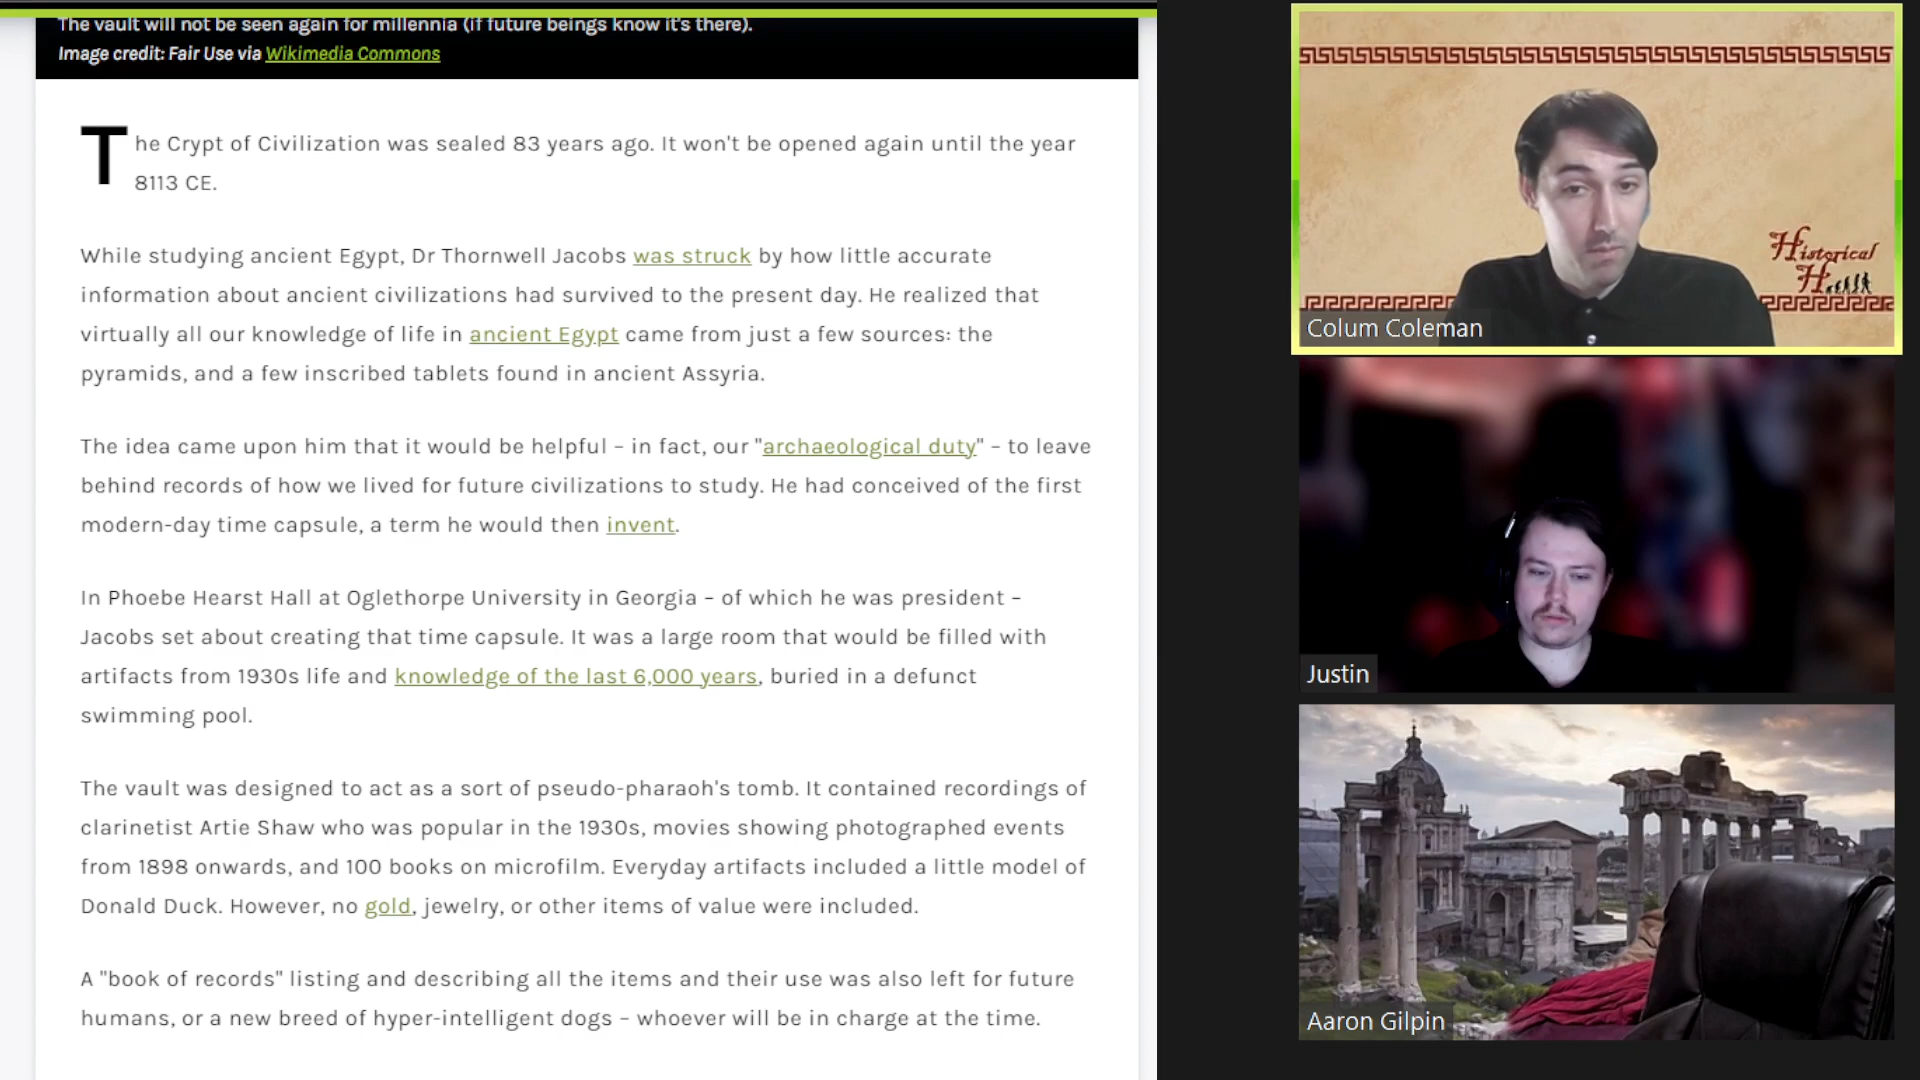 The vault will not be seen again for millennia (if future beings know it's there).
Image credit: Fair Use via Wikimedia Commons
The Crypt of Civilization was sealed 83 years ago. It won't be opened again until the year
8113 CE.
While studying ancient Egypt, Dr Thornwell Jacobs was struck by how little accurate
information about ancient civilizations had survived to the present day. He realized that
virtually all our knowledge of life in ancient Egypt came from just a few sources: the
pyramids, and a few inscribed tablets found in ancient Assyria.
The idea came upon him that it would be helpful – in fact, our "archaeological duty" – to leave
behind records of how we lived for future civilizations to study. He had conceived of the first
modern-day time capsule, a term he would then invent.
In Phoebe Hearst Hall at Oglethorpe University in Georgia – of which he was president –
Jacobs set about creating that time capsule. It was a large room that would be filled with
artifacts from 1930s life and knowledge of the last 6,000 years, buried in a defunct
swimming pool.
The vault was designed to act as a sort of pseudo-pharaoh's tomb. It contained recordings of
clarinetist Artie Shaw who was popular in the 1930s, movies showing photographed events
from 1898 onwards, and 100 books on microfilm. Everyday artifacts included a little model of
Donald Duck. However, no gold, jewelry, or other items of value were included.
A "book of records" listing and describing all the items and their use was also left for future
humans, or a new breed of hyper-intelligent dogs – whoever will be in charge at the time.
Historical
H
Colum Coleman
Justin
Aaron Gilpin